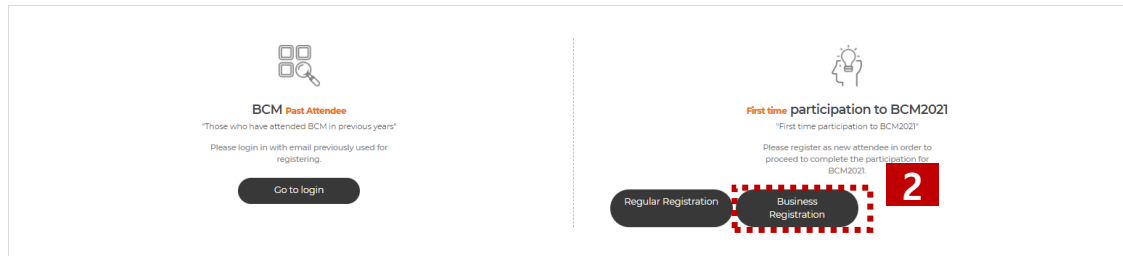 BCM Past Attendee
"Those who have attended BCM in previous years"
Please login in with email previously used for
registering.
Go to login
First time participation to BCM2021
"First time participation to BCM2021"
Please register as new attendee in order to
proceed to complete the participation for
BCM2021.
Regular Registration
Business
Registration
2